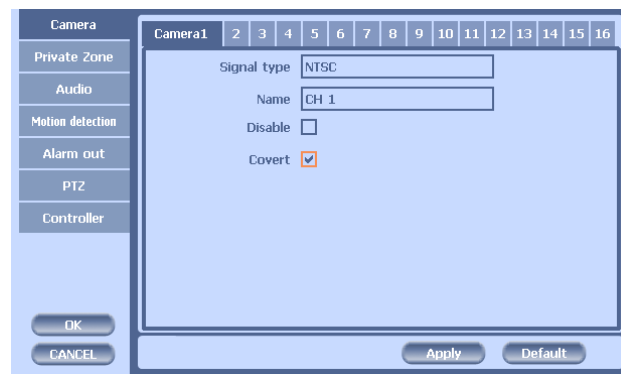 Camera
Private Zone
Audio
Motion detection
Alarm out
PTZ
Controller
OK
CANCEL
Camera1 2 3 4 5 6 7 8 9 10 11 12 13 14 15 16
Signal type NTSC
Name CH 1
Disable
Covert
Apply Default